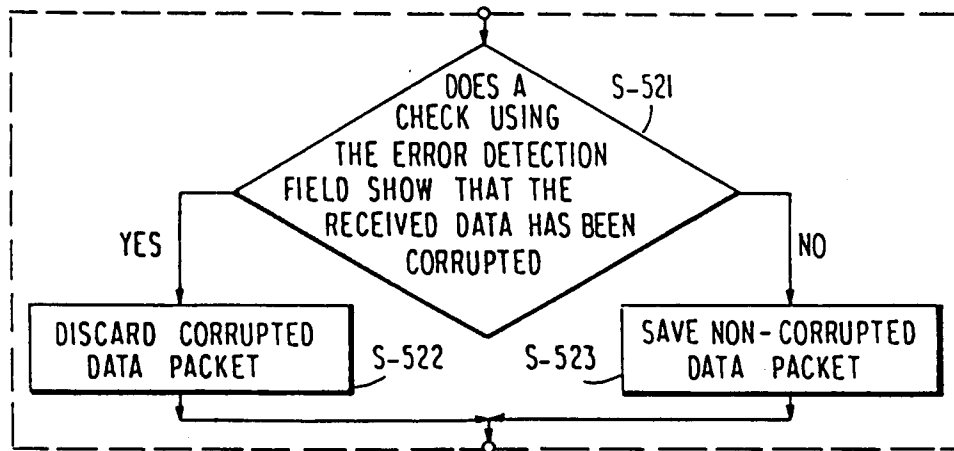 DOES A
CHECK USING
THE ERROR DETECTION
FIELD SHOW THAT THE
RECEIVED DATA HAS BEEN
CORRUPTED
S-521
YES
NO
DISCARD CORRUPTED
DATA PACKET
S-522
S-523
SAVE NON-CORRUPTED
DATA PACKET